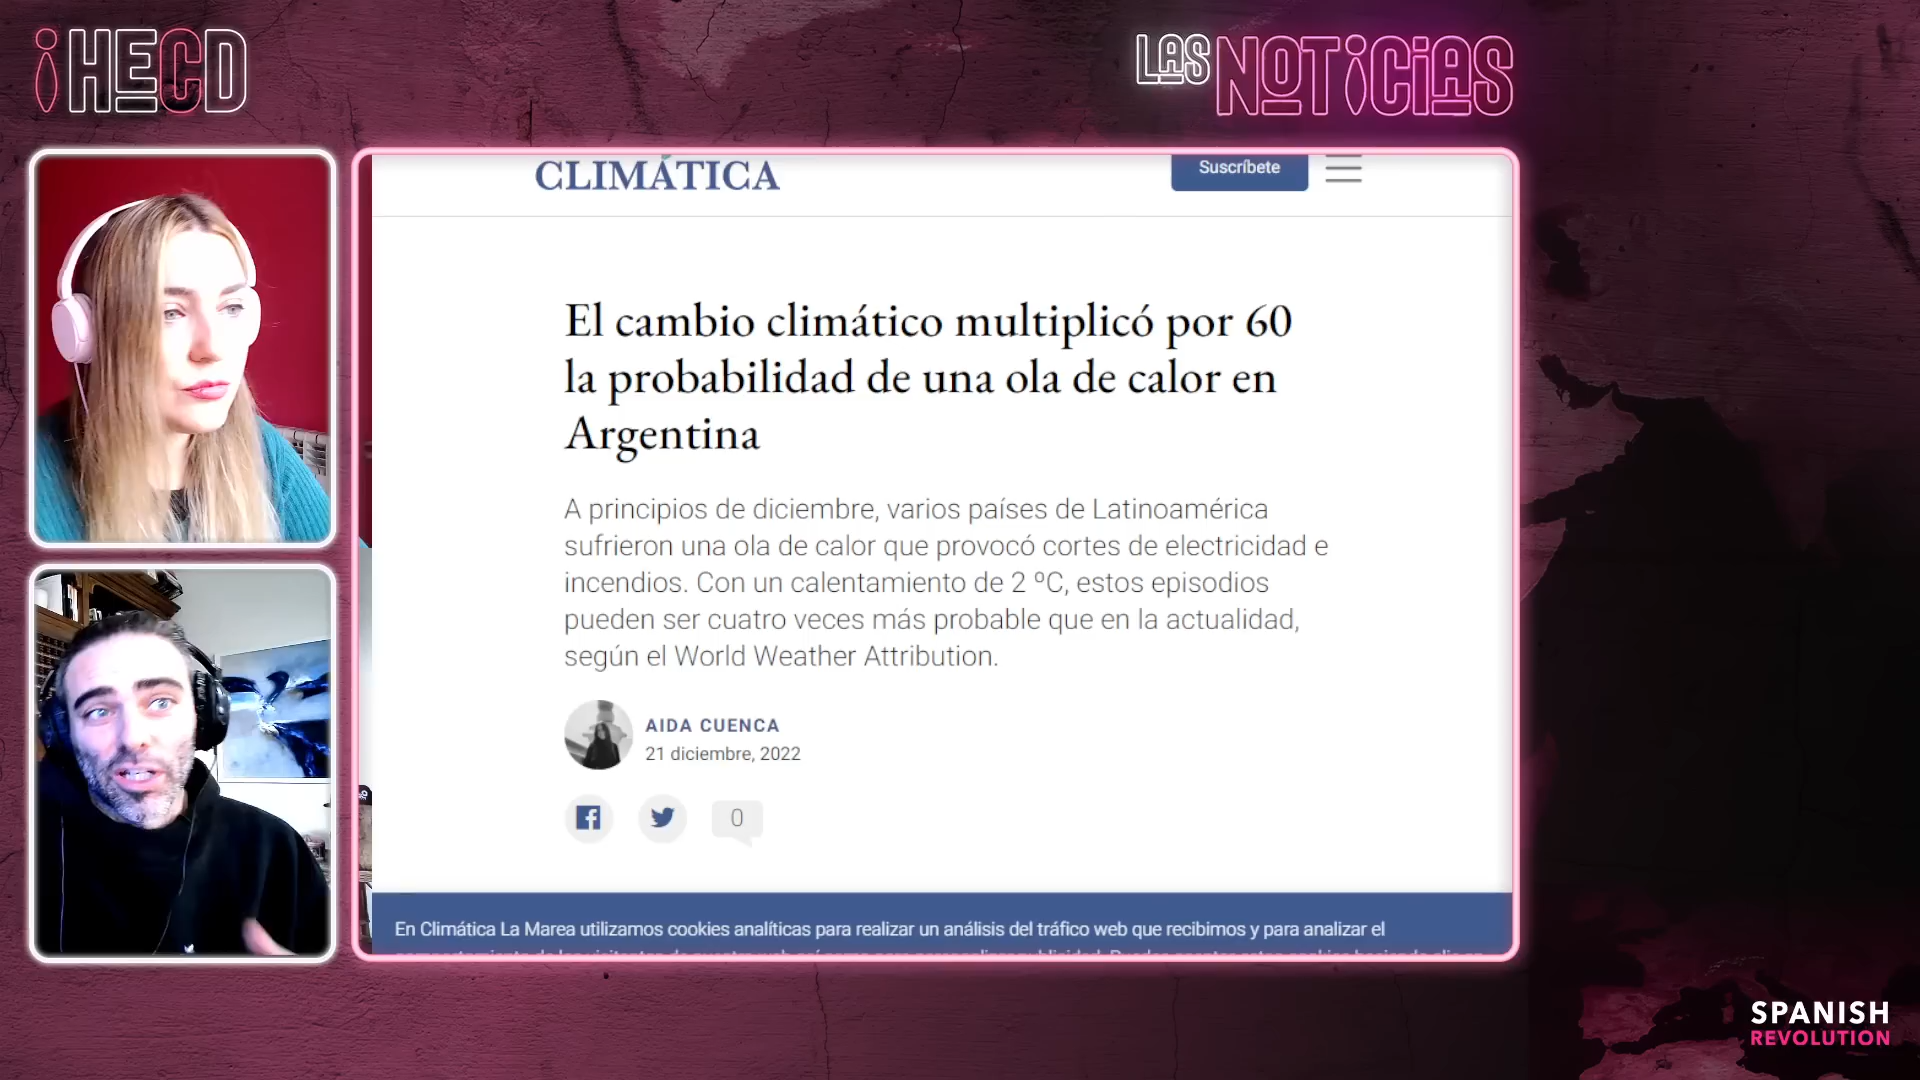 ¡HECD
LAS NOTICIAS
CLIMÁTICA
Suscríbete
El cambio climático multiplicó por 60
la probabilidad de una ola de calor en
Argentina
A principios de diciembre, varios países de Latinoamérica
sufrieron una ola de calor que provocó cortes de electricidad e
incendios. Con un calentamiento de 2 ºC, estos episodios
pueden ser cuatro veces más probable que en la actualidad,
según el World Weather Attribution.
AIDA CUENCA
21 diciembre, 2022
0
En Climática La Marea utilizamos cookies analíticas para realizar un análisis del tráfico web que recibimos y para analizar el
SPANISH
REVOLUTION